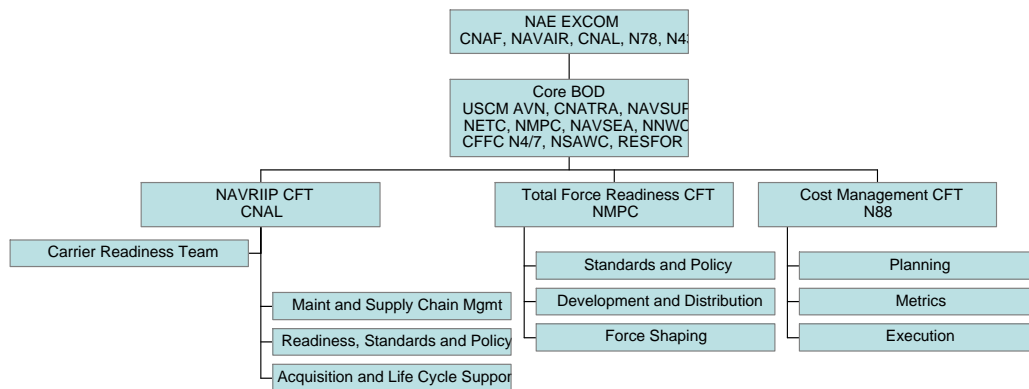 NAE EXCOM
CNAF, NAVAIR, CNAL, N78, N43
Core BOD
USCM AVN, CNATRA, NAVSUP
NETC, NMPC, NAVSEA, NNWC
CFFC N4/7, NSAWC, RESFOR
NAVRIIP CFT
CNAL
Total Force Readiness CFT
NMPC
Cost Management CFT
N88
Carrier Readiness Team
Maint and Supply Chain Mgmt
Readiness, Standards and Policy
Acquisition and Life Cycle Suppor
Standards and Policy
Development and Distribution
Force Shaping
Planning
Metrics
Execution